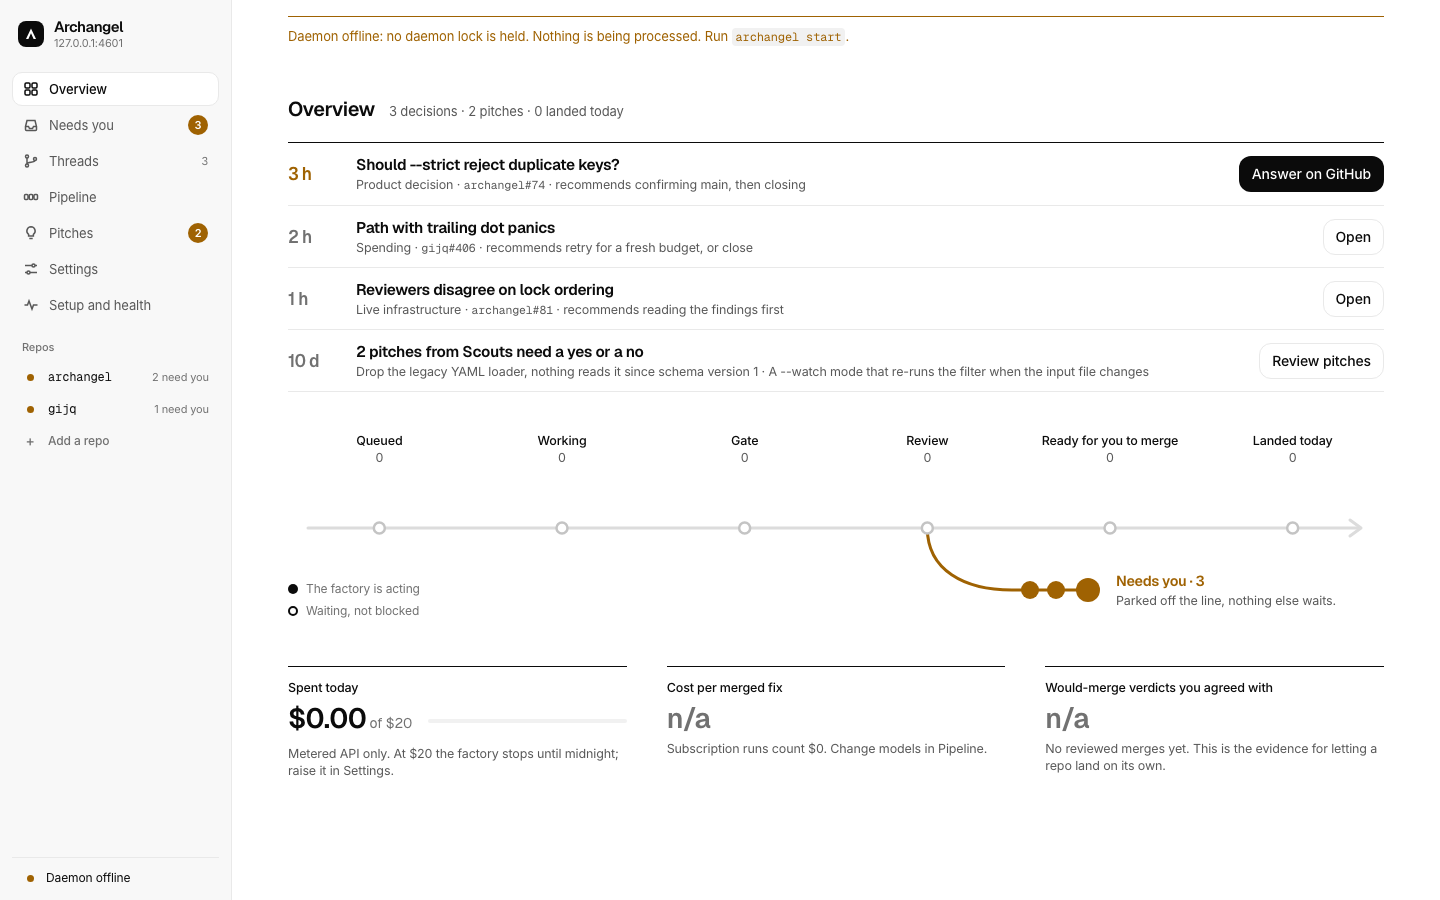 Archangel
127.0.0.1:4601
Overview
Needs you 3
Threads 3
Pipeline
Pitches 2
Settings
Setup and health
Repos
archangel 2 need you
gijq 1 need you
+ Add a repo
Daemon offline
Daemon offline: no daemon lock is held. Nothing is being processed. Run archangel start.
Overview 3 decisions · 2 pitches · 0 landed today
3 h
Should --strict reject duplicate keys?
Product decision · archangel#74 · recommends confirming main, then closing
Answer on GitHub
2 h
Path with trailing dot panics
Spending · gijq#406 · recommends retry for a fresh budget, or close
Open
1 h
Reviewers disagree on lock ordering
Live infrastructure · archangel#81 · recommends reading the findings first
Open
10 d
2 pitches from Scouts need a yes or a no
Drop the legacy YAML loader, nothing reads it since schema version 1 · A --watch mode that re-runs the filter when the input file changes
Review pitches
Queued Working Gate Review Ready for you to merge Landed today
0 0 0 0 0 0
The factory is acting
Waiting, not blocked
Needs you · 3
Parked off the line, nothing else waits.
Spent today
$0.00 of $20
Metered API only. At $20 the factory stops until midnight;
raise it in Settings.
Cost per merged fix
n/a
Subscription runs count $0. Change models in Pipeline.
Would-merge verdicts you agreed with
n/a
No reviewed merges yet. This is the evidence for letting a
repo land on its own.